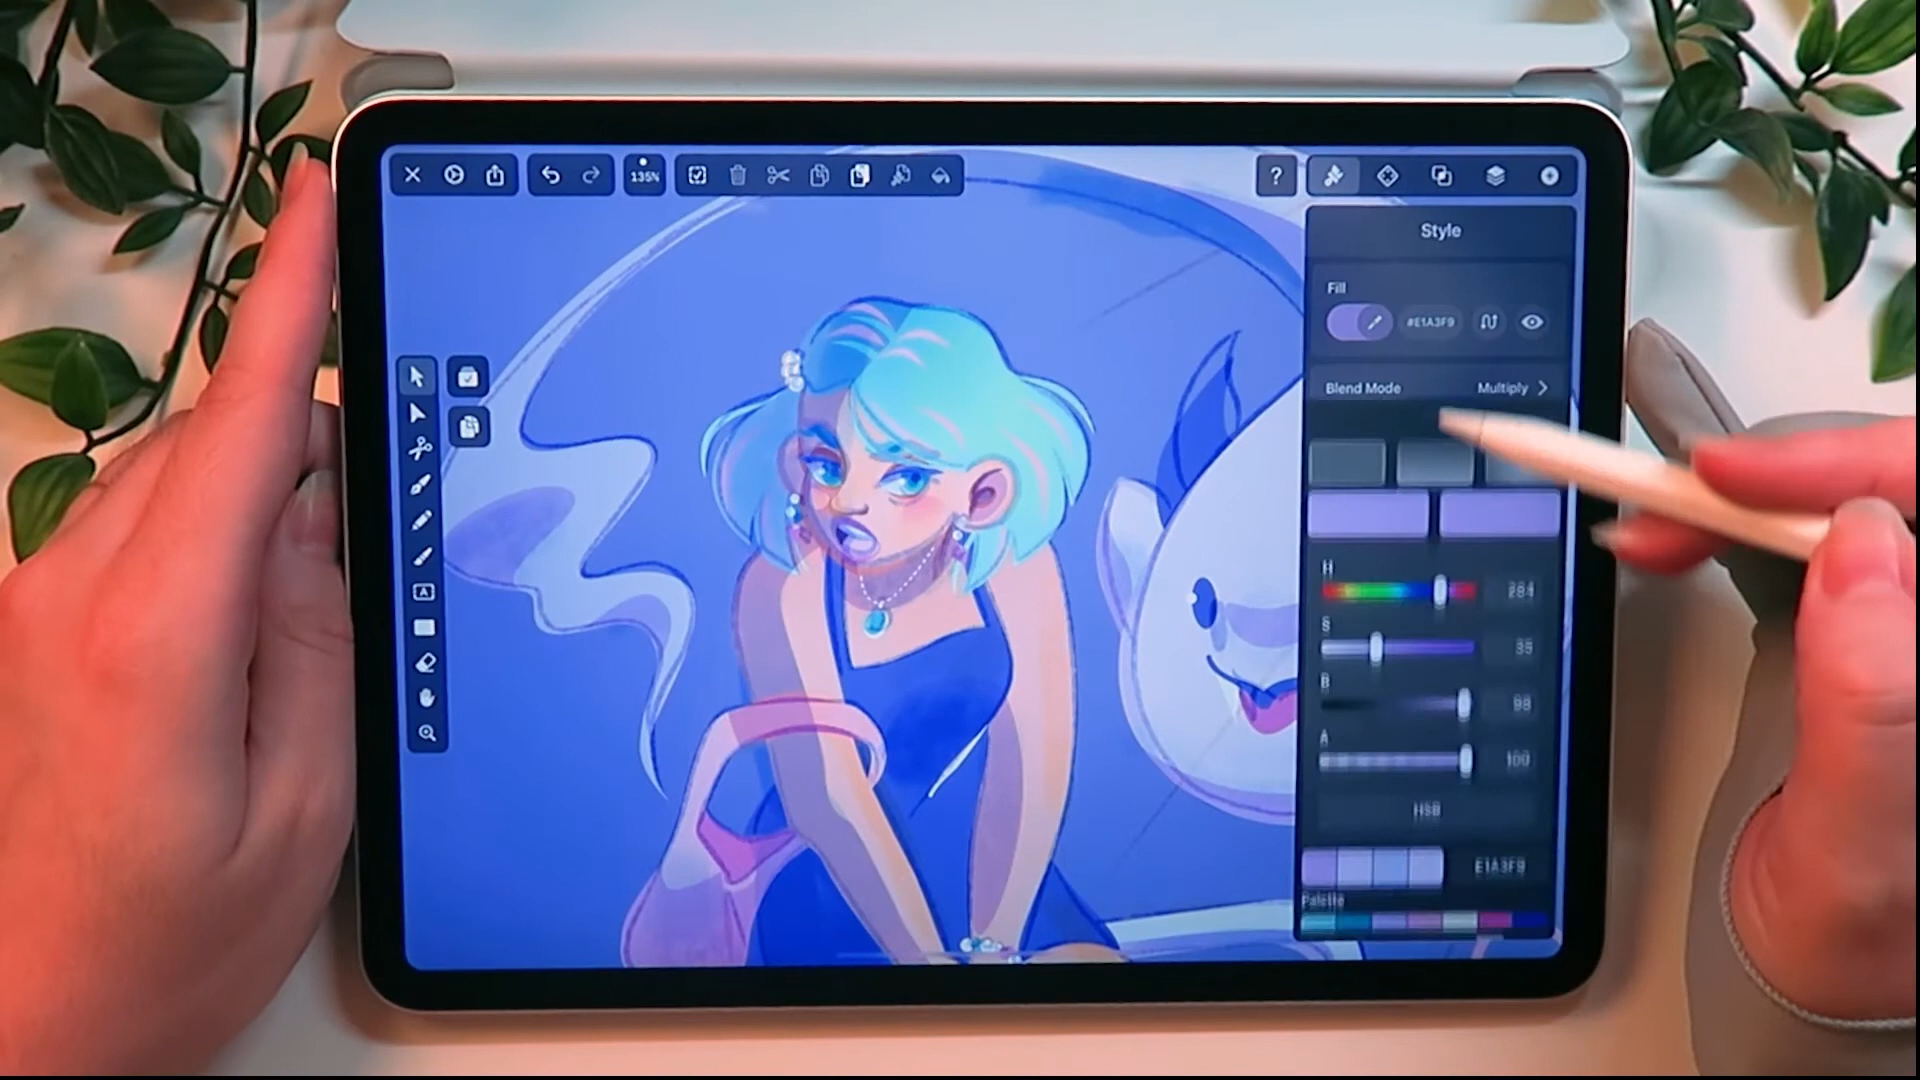 135%
?
Style
Fill
#E1A3F9
Blend Mode Multiply
H
284
S
35
B
98
A
100
HSB
E1A3F9
Palette
A